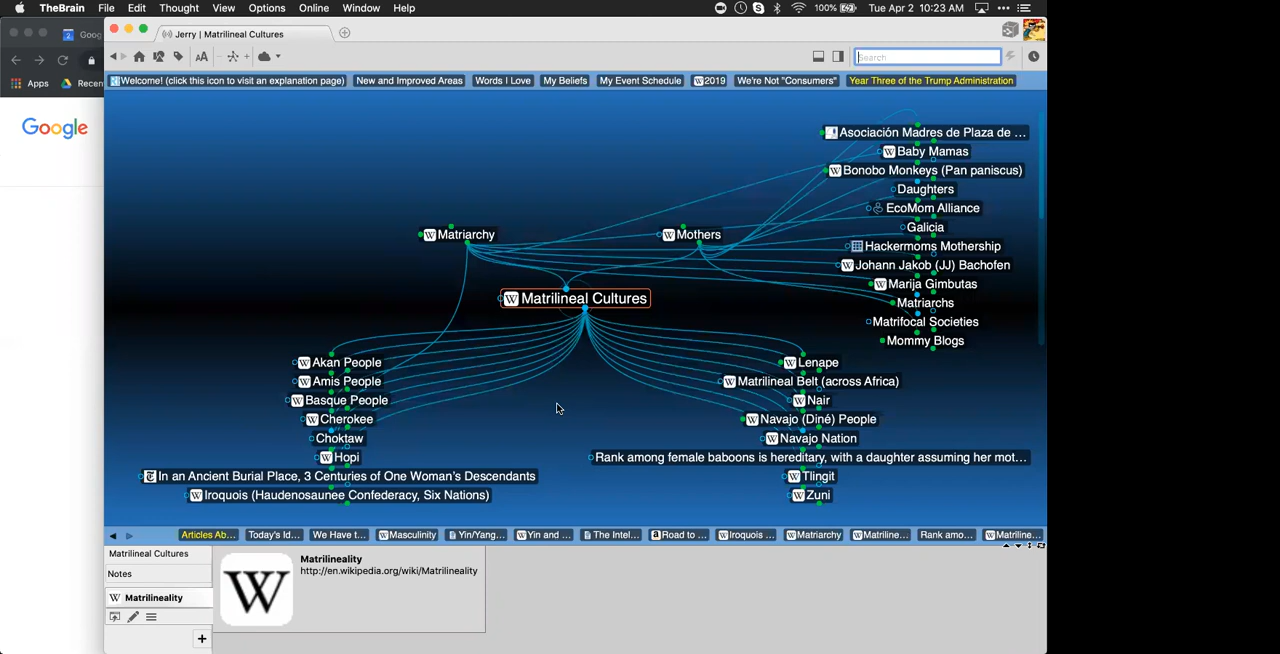 TheBrain File Edit Thought View Options Online Window Help 100% Tue Apr 2 10:23 AM
Goog
Jerry | Matrilineal Cultures
Search
Apps Recen
Welcome! (click this icon to visit an explanation page) New and Improved Areas Words I Love My Beliefs My Event Schedule 2019 We're Not "Consumers" Year Three of the Trump Administration
Google
Asociación Madres de Plaza de ...
Baby Mamas
Bonobo Monkeys (Pan paniscus)
Daughters
EcoMom Alliance
Galicia
Hackermoms Mothership
Johann Jakob (JJ) Bachofen
Marija Gimbutas
Matriarchs
Matrifocal Societies
Mommy Blogs
Matriarchy
Mothers
Matrilineal Cultures
Akan People
Amis People
Basque People
Cherokee
Choktaw
Hopi
In an Ancient Burial Place, 3 Centuries of One Woman's Descendants
Iroquois (Haudenosaunee Confederacy, Six Nations)
Lenape
Matrilineal Belt (across Africa)
Nair
Navajo (Diné) People
Navajo Nation
Rank among female baboons is hereditary, with a daughter assuming her mot...
Tlingit
Zuni
Articles Ab... Today's Id... We Have t... Masculinity Yin/Yang... Yin and ... The Intel... Road to ... Iroquois ... Matriarchy Matriline... Rank amo... Matriline...
Matrilineal Cultures
Notes
Matrilineality
Matrilineality
http://en.wikipedia.org/wiki/Matrilineality